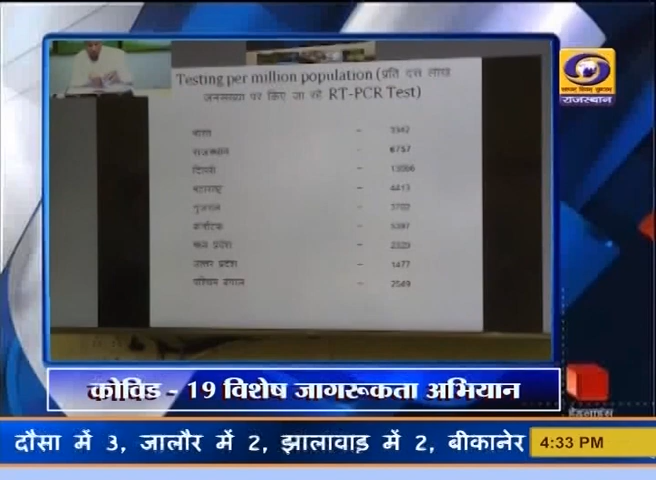 Testing per million population (प्रति दस लाख
जनसंख्या पर किए जा रहे RT-PCR Test)
भारत - 3342
राजस्थान - 6757
दिल्ली -
महाराष्ट्र - 4413
गुजरात -
कर्नाटक - 5397
मध्य प्रदेश - 2329
उत्तर प्रदेश - 1477
पश्चिम बंगाल - 2549
राजस्थान
कोविड - 19 विशेष जागरूकता अभियान
हेडलाइंस
दौसा में 3, जालौर में 2, झालावाड़ में 2, बीकानेर
4:33 PM